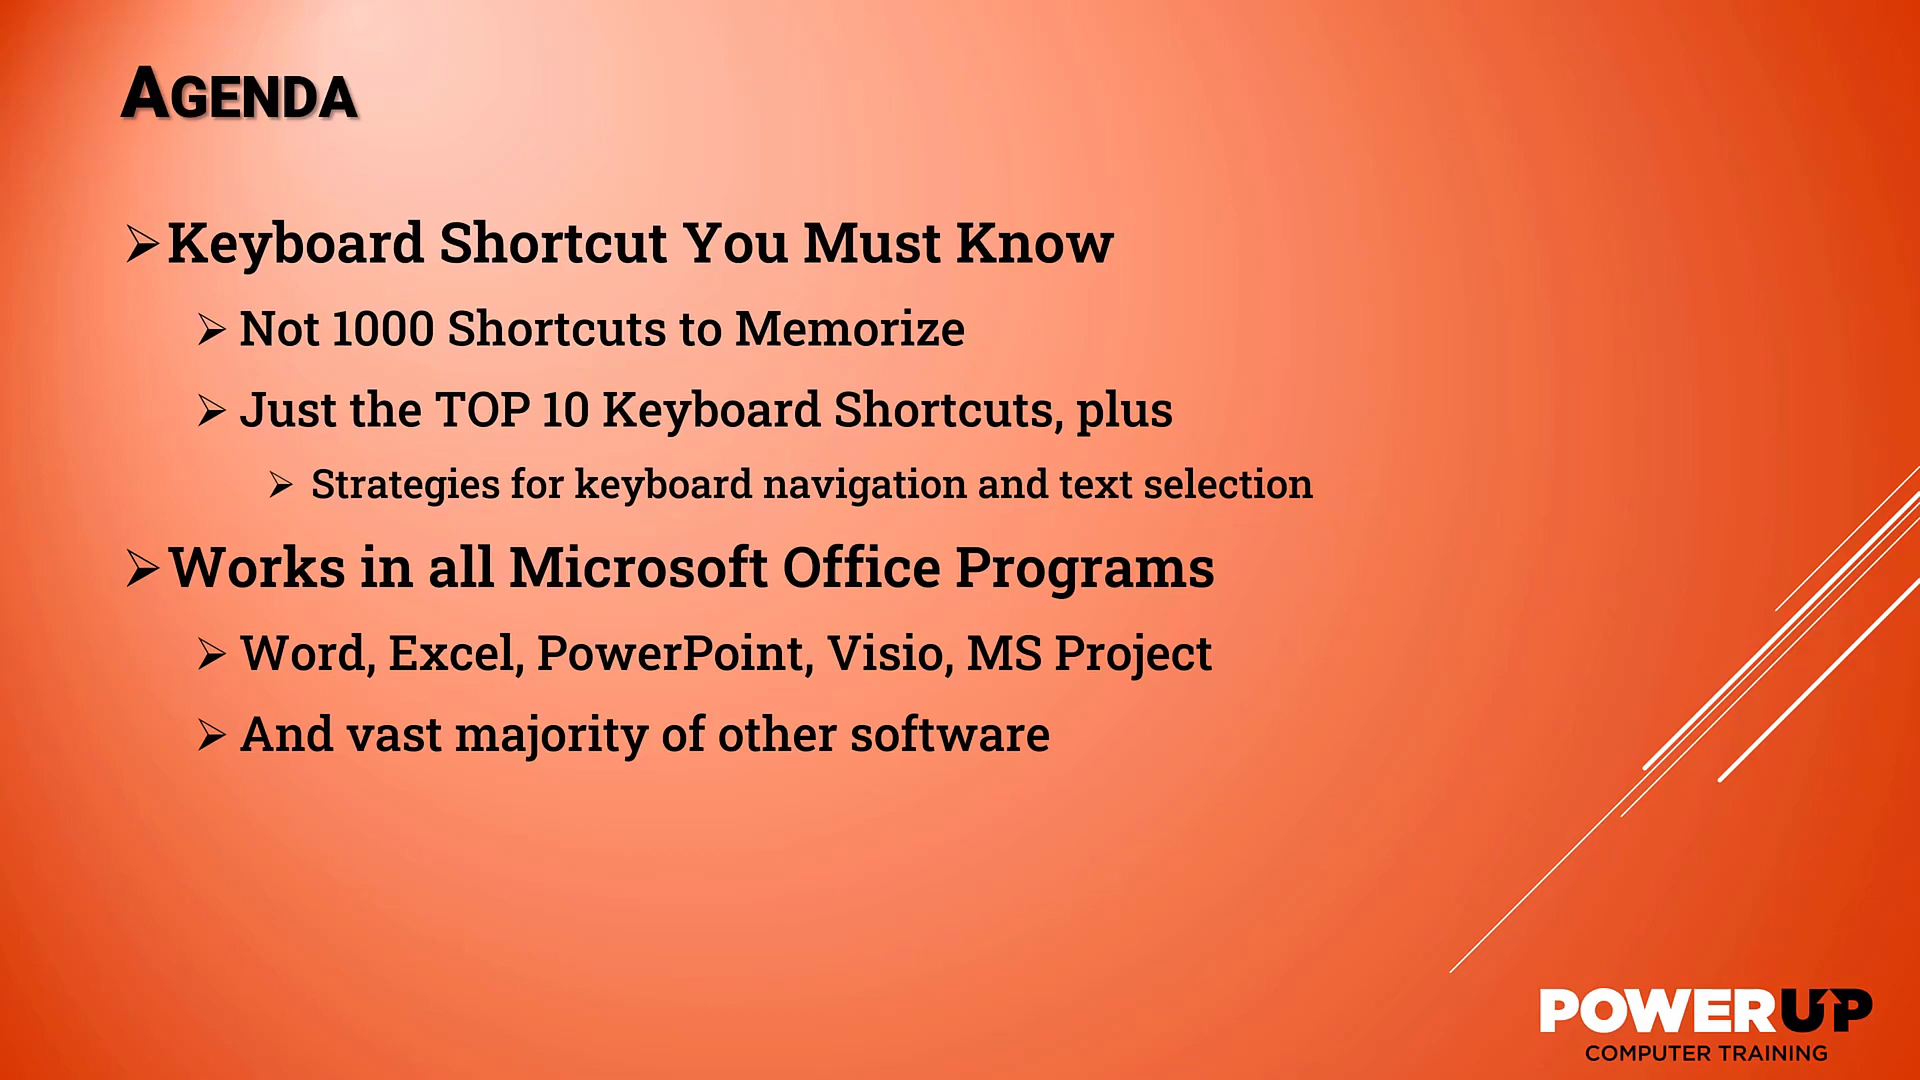 AGENDA
Keyboard Shortcut You Must Know
Not 1000 Shortcuts to Memorize
Just the TOP 10 Keyboard Shortcuts, plus
Strategies for keyboard navigation and text selection
Works in all Microsoft Office Programs
Word, Excel, PowerPoint, Visio, MS Project
And vast majority of other software
POWERUP
COMPUTER TRAINING